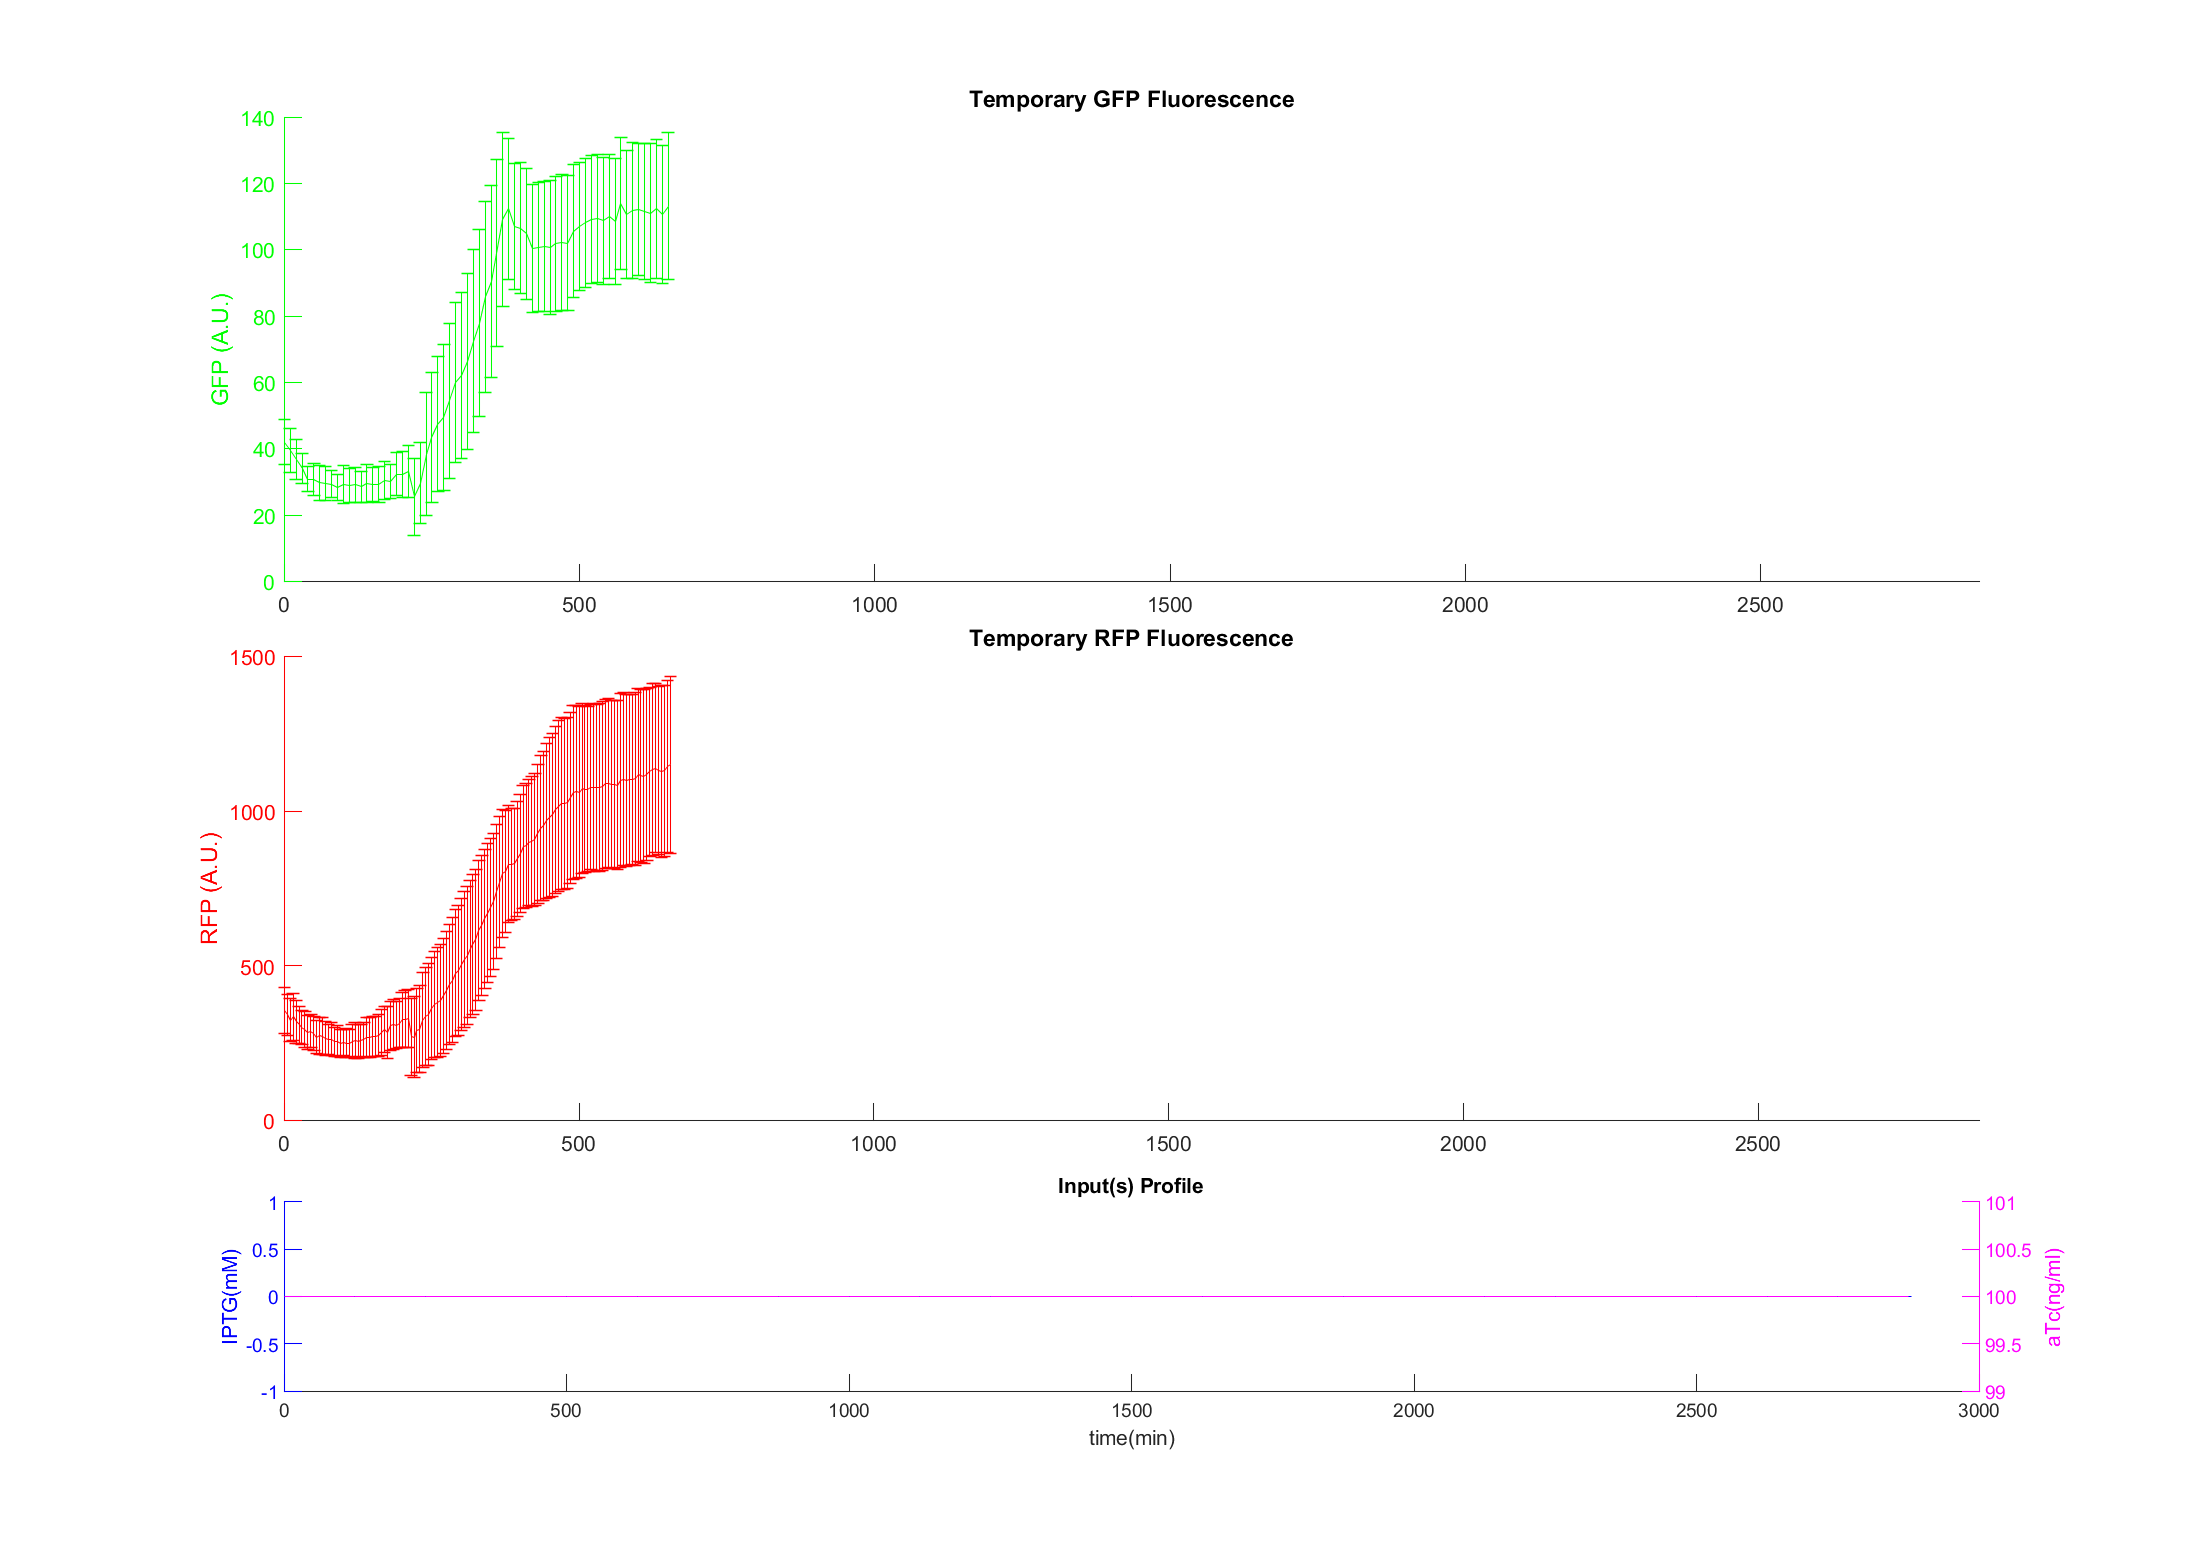 Temporary GFP Fluorescence
140
120
100
80
60
40
20
0
GFP (A.U.)
0 500 1000 1500 2000 2500
Temporary RFP Fluorescence
1500
1000
500
0
RFP (A.U.)
0 500 1000 1500 2000 2500
Input(s) Profile
1
0.5
0
-0.5
-1
IPTG(mM)
101
100.5
100
99.5
99
aTc(ng/ml)
0 500 1000 1500 2000 2500 3000
time(min)